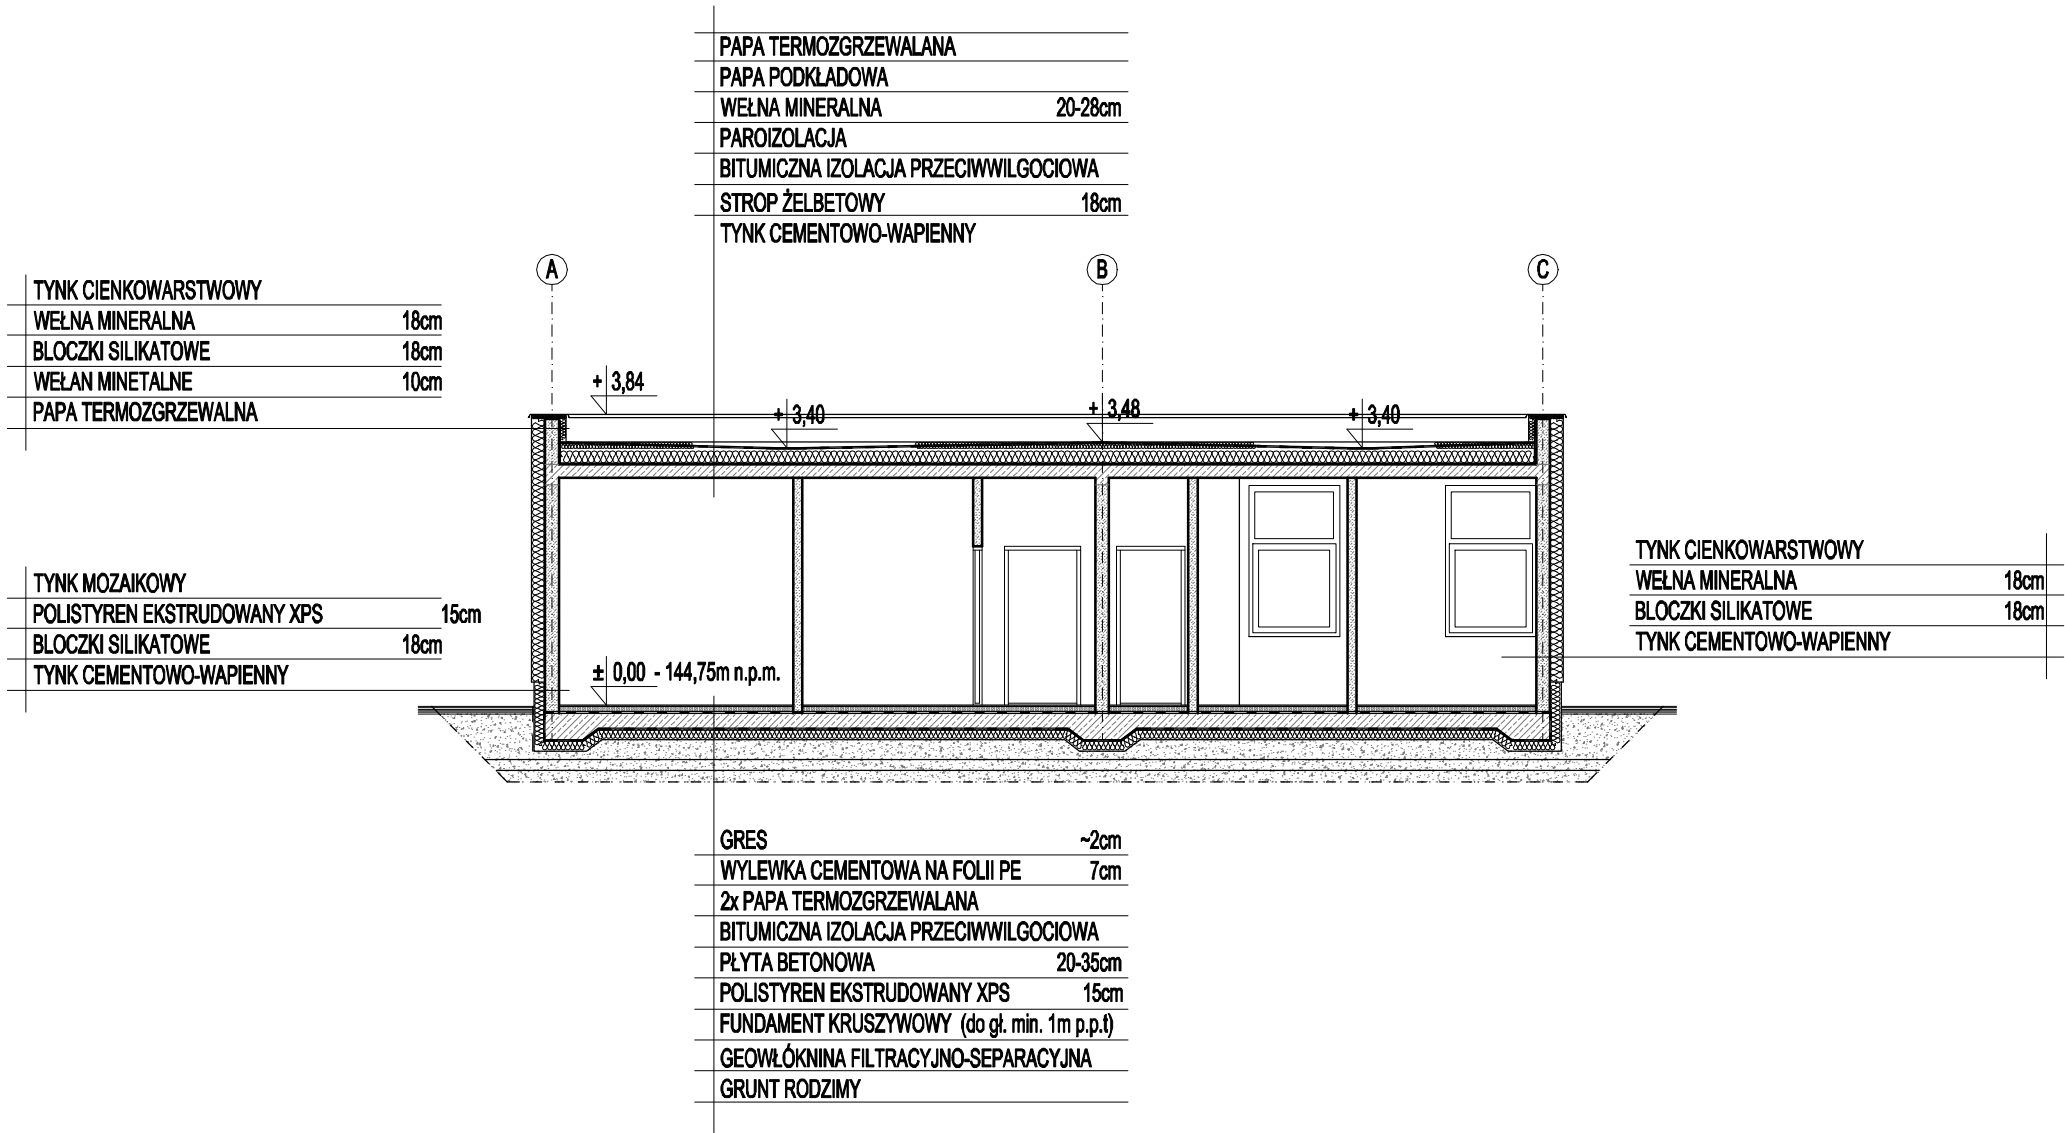 PAPA TERMOZGRZEWALANA
PAPA PODKŁADOWA
WEŁNA MINERALNA 20-28cm
PAROIZOLACJA
BITUMICZNA IZOLACJA PRZECIWWILGOCIOWA
STROP ŻELBETOWY 18cm
TYNK CEMENTOWO-WAPIENNY
A B C
TYNK CIENKOWARSTWOWY
WEŁNA MINERALNA 18cm
BLOCZKI SILIKATOWE 18cm
WEŁAN MINETALNE 10cm
PAPA TERMOZGRZEWALNA
+ 3,84
+ 3,40
+ 3,48
+ 3,40
TYNK MOZAIKOWY
POLISTYREN EKSTRUDOWANY XPS 15cm
BLOCZKI SILIKATOWE 18cm
TYNK CEMENTOWO-WAPIENNY
± 0,00 - 144,75m n.p.m.
TYNK CIENKOWARSTWOWY
WEŁNA MINERALNA 18cm
BLOCZKI SILIKATOWE 18cm
TYNK CEMENTOWO-WAPIENNY
GRES ~2cm
WYLEWKA CEMENTOWA NA FOLII PE 7cm
2x PAPA TERMOZGRZEWALANA
BITUMICZNA IZOLACJA PRZECIWWILGOCIOWA
PŁYTA BETONOWA 20-35cm
POLISTYREN EKSTRUDOWANY XPS 15cm
FUNDAMENT KRUSZYWOWY (do gł. min. 1m p.p.t)
GEOWŁÓKNINA FILTRACYJNO-SEPARACYJNA
GRUNT RODZIMY